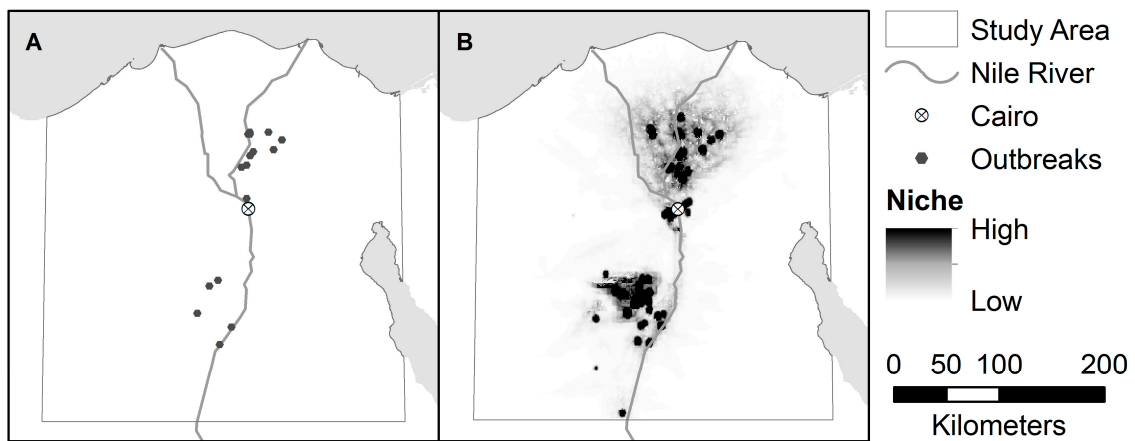 A
B
Study Area
Nile River
Cairo
Outbreaks
Niche
High
Low
0 50 100 200
Kilometers